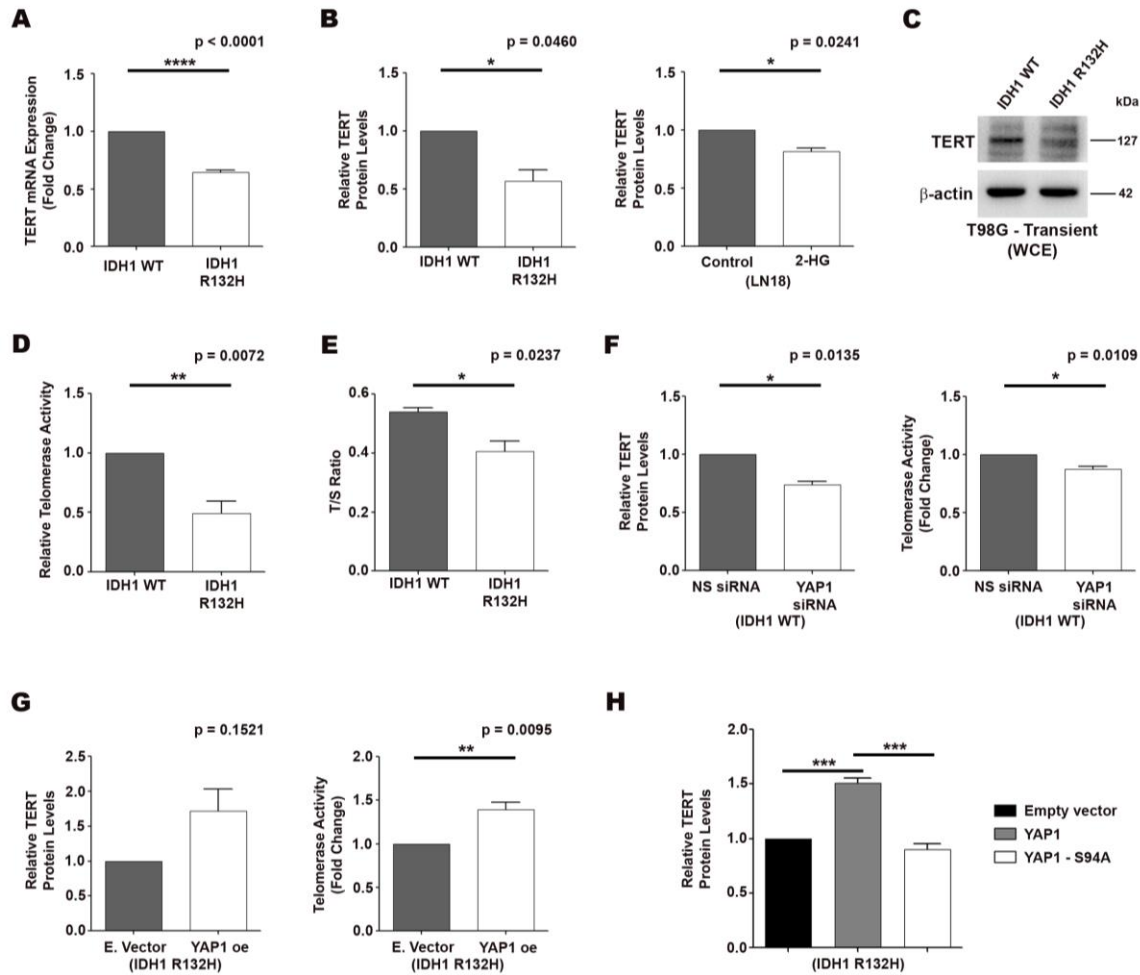 A
p < 0.0001
****
TERT mRNA Expression
(Fold Change)
1.5
1.0
0.5
0.0
IDH1 WT
IDH1
R132H
B
p = 0.0460
*
Relative TERT
Protein Levels
1.5
1.0
0.5
0.0
IDH1 WT
IDH1
R132H
p = 0.0241
*
Relative TERT
Protein Levels
1.5
1.0
0.5
0.0
Control
2-HG
(LN18)
C
IDH1 WT
IDH1 R132H
kDa
TERT
127
β-actin
42
T98G - Transient
(WCE)
D
p = 0.0072
**
Relative Telomerase Activity
1.5
1.0
0.5
0.0
IDH1 WT
IDH1
R132H
E
p = 0.0237
*
T/S Ratio
0.6
0.4
0.2
0.0
IDH1 WT
IDH1
R132H
F
p = 0.0135
*
Relative TERT
Protein Levels
1.5
1.0
0.5
0.0
NS siRNA
YAP1
siRNA
(IDH1 WT)
p = 0.0109
*
Telomerase Activity
(Fold Change)
1.5
1.0
0.5
0.0
NS siRNA
YAP1
siRNA
(IDH1 WT)
G
p = 0.1521
Relative TERT
Protein Levels
2.5
2.0
1.5
1.0
0.5
0.0
E. Vector
YAP1 oe
(IDH1 R132H)
p = 0.0095
**
Telomerase Activity
(Fold Change)
2.0
1.5
1.0
0.5
0.0
E. Vector
YAP1 oe
(IDH1 R132H)
H
***
***
Relative TERT
Protein Levels
2.0
1.5
1.0
0.5
0.0
(IDH1 R132H)
Empty vector
YAP1
YAP1 - S94A